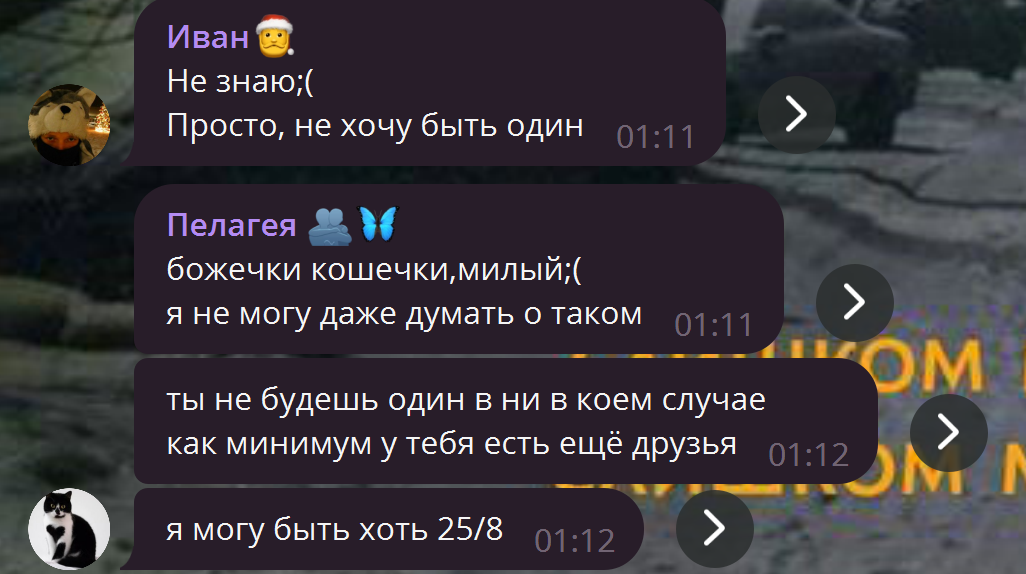 Иван🎅
Не знаю;(
Просто, не хочу быть один 01:11
Пелагея 🫂🦋
божечки кошечки,милый;(
я не могу даже думать о таком 01:11
ты не будешь один в ни в коем случае
как минимум у тебя есть ещё друзья 01:12
я могу быть хоть 25/8 01:12